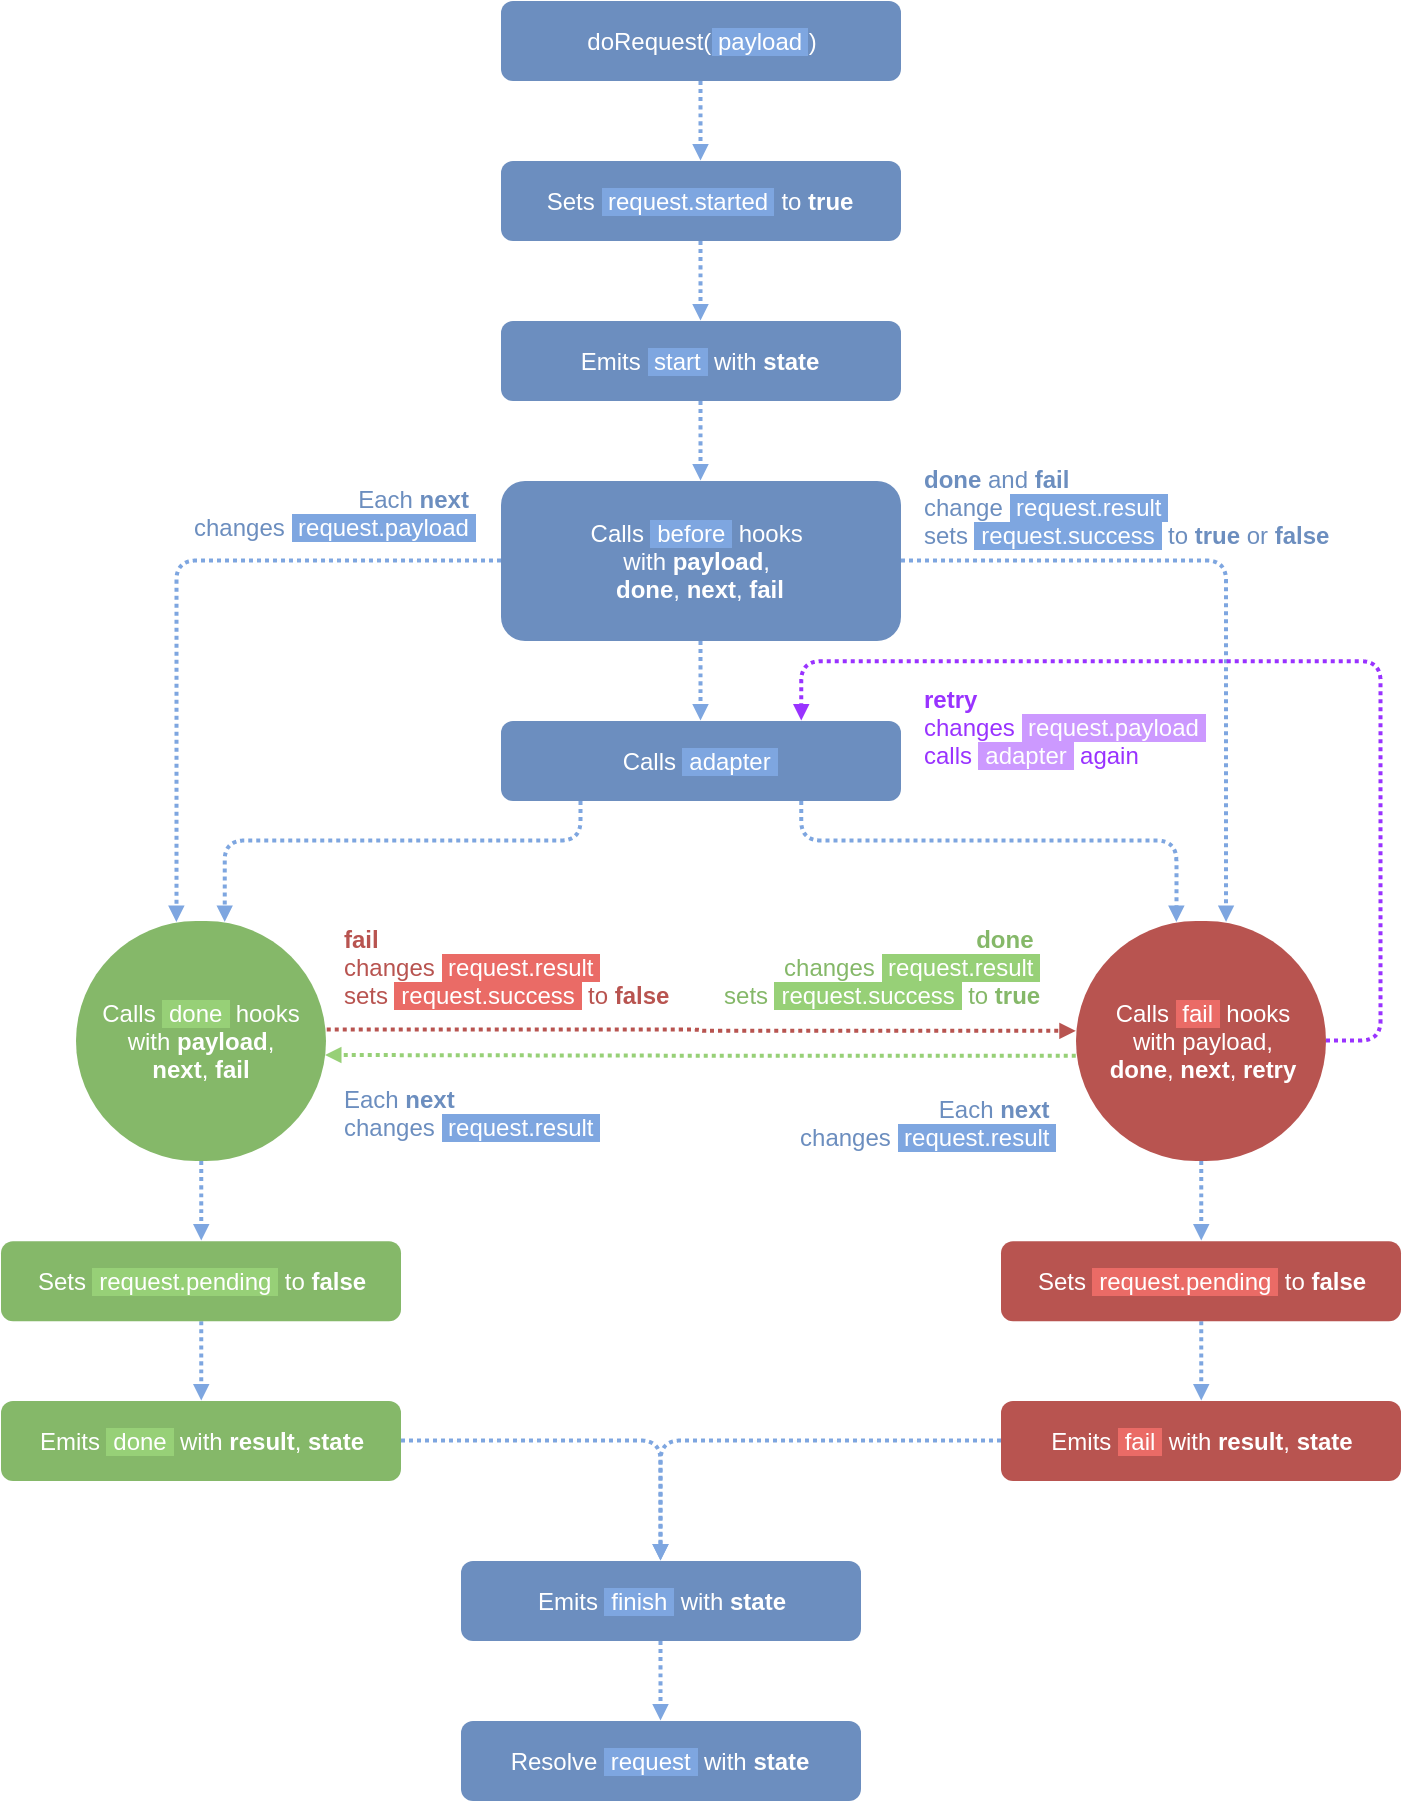 doRequest( payload )
Sets request.started to true
Emits start with state
Each next
changes request.payload
Calls before hooks
with payload,
done, next, fail
done and fail
change request.result
sets request.success to true or false
retry
changes request.payload
calls adapter again
Calls adapter
fail
changes request.result
sets request.success to false
done
changes request.result
sets request.success to true
Calls done hooks
with payload,
next, fail
Calls fail hooks
with payload,
done, next, retry
Each next
changes request.result
Each next
changes request.result
Sets request.pending to false
Sets request.pending to false
Emits done with result, state
Emits fail with result, state
Emits finish with state
Resolve request with state